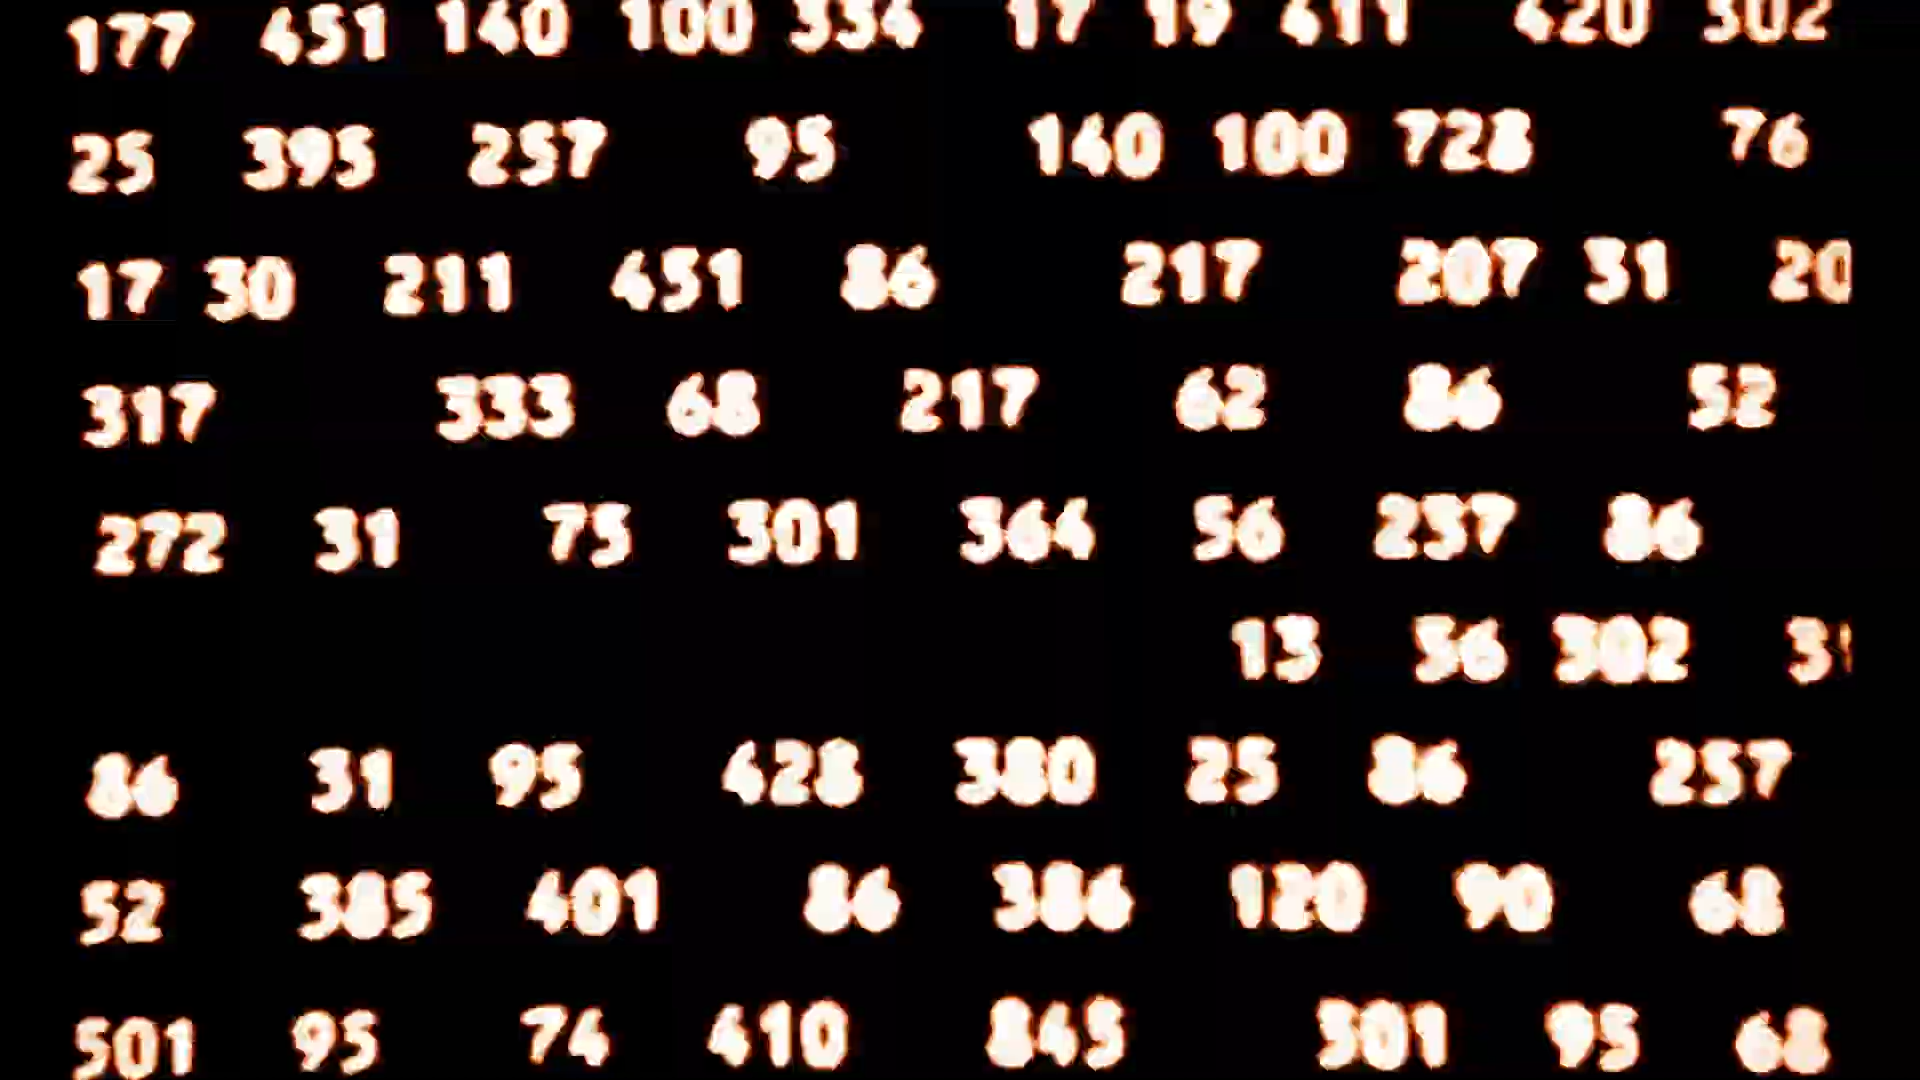 177 451 140 100 334 17 19 411 420 302
25 395 257 95 140 100 728 76
17 30 211 451 86 217 207 31
317 333 68 217 62 86 52
272 31 75 301 364 56 257 86
13 56 302
86 31 95 428 380 25 86 257
52 385 401 86 386 120 90 68
501 95 74 410 845 301 95 68